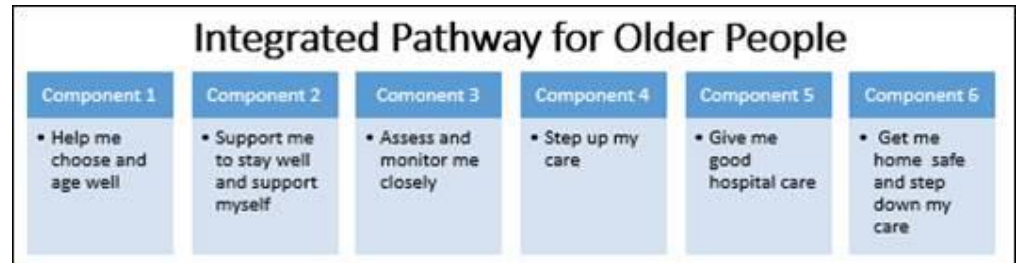 Integrated Pathway for Older People
Component 1
• Help me
choose and
age well
Component 2
• Support me
to stay well
and support
myself
Comonent 3
• Assess and
monitor me
closely
Component 4
• Step up my
care
Component 5
• Give me
good
hospital care
Component 6
• Get me
home safe
and step
down my
care